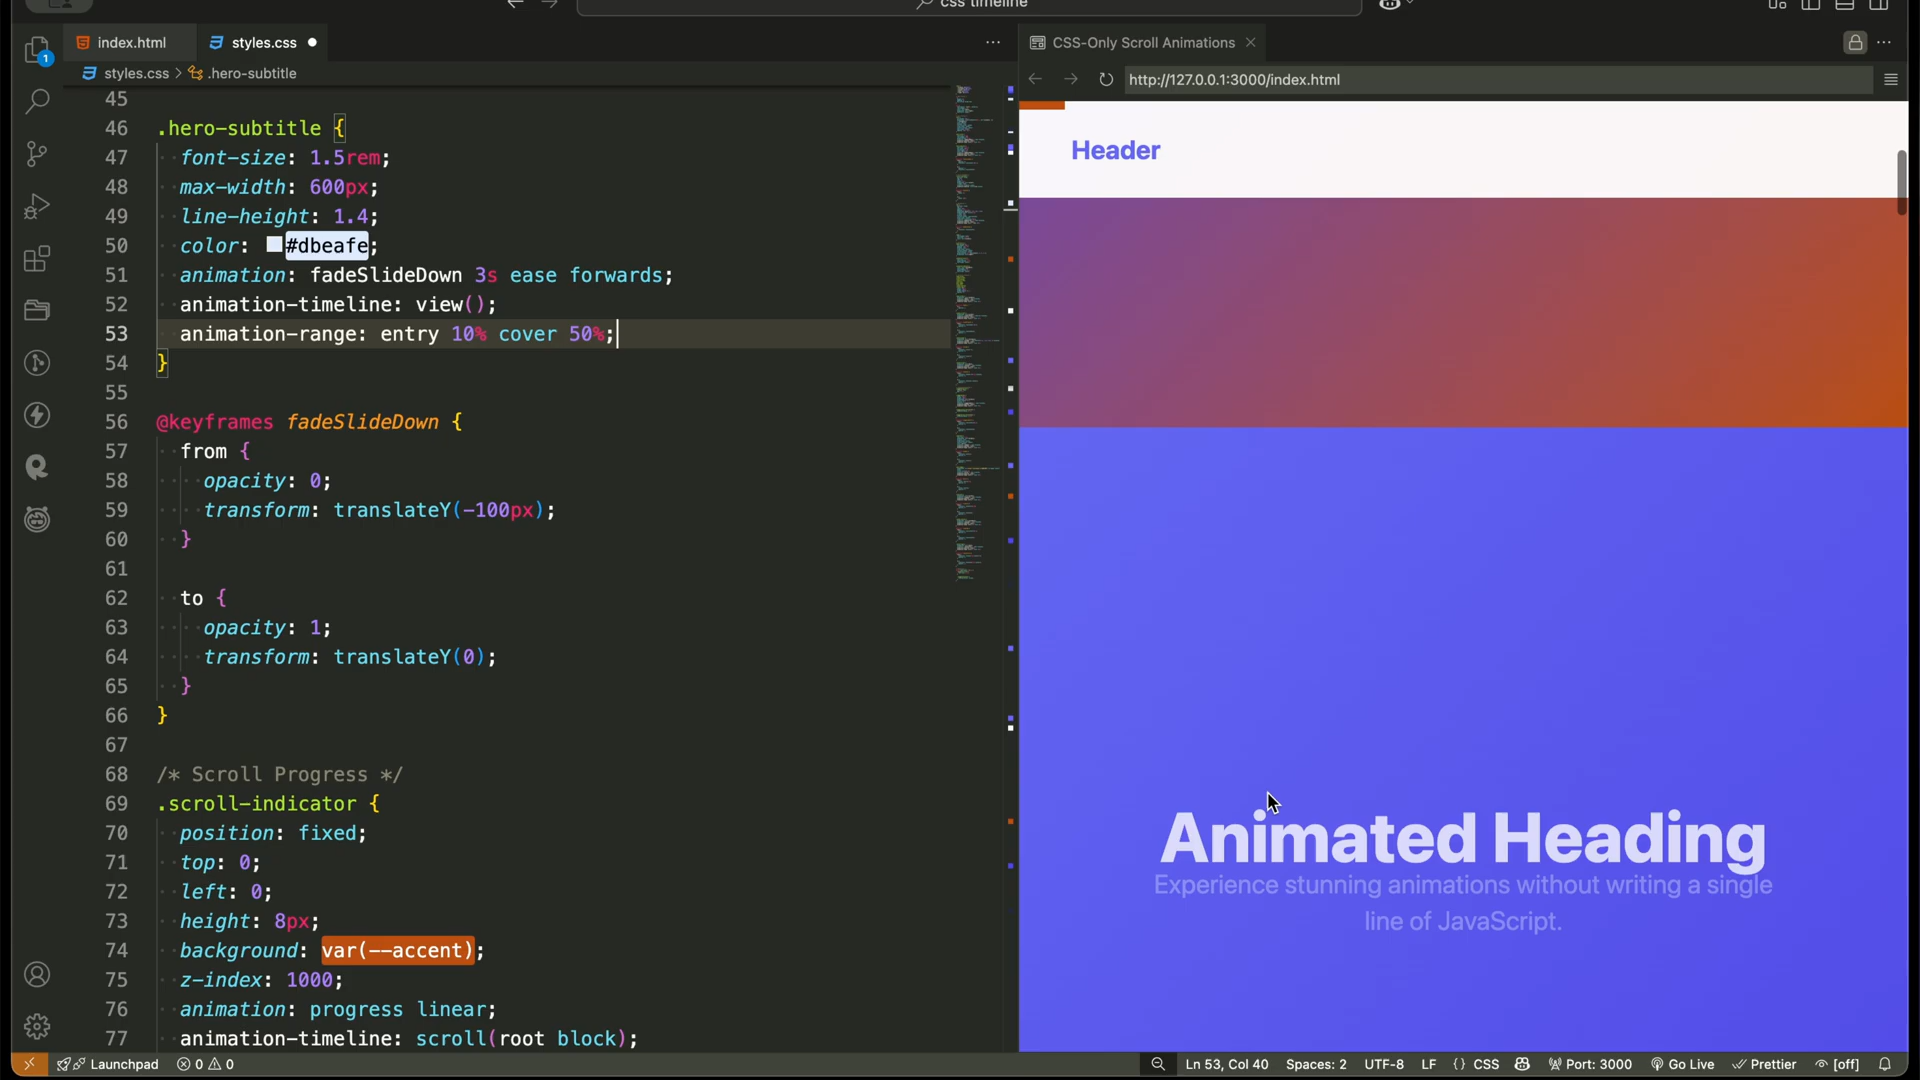 css timeline
index.html
styles.css
styles.css > .hero-subtitle
45
46 .hero-subtitle {
47 font-size: 1.5rem;
48 max-width: 600px;
49 line-height: 1.4;
50 color: #dbeafe;
51 animation: fadeSlideDown 3s ease forwards;
52 animation-timeline: view();
53 animation-range: entry 10% cover 50%;
54 }
55
56 @keyframes fadeSlideDown {
57 from {
58 opacity: 0;
59 transform: translateY(-100px);
60 }
61
62 to {
63 opacity: 1;
64 transform: translateY(0);
65 }
66 }
67
68 /* Scroll Progress */
69 .scroll-indicator {
70 position: fixed;
71 top: 0;
72 left: 0;
73 height: 8px;
74 background: var(--accent);
75 z-index: 1000;
76 animation: progress linear;
77 animation-timeline: scroll(root block);
1
CSS-Only Scroll Animations
http://127.0.0.1:3000/index.html
Header
Animated Heading
Experience stunning animations without writing a single
line of JavaScript.
Launchpad 0 0 Ln 53, Col 40 Spaces: 2 UTF-8 LF {} CSS Port: 3000 Go Live Prettier [off]